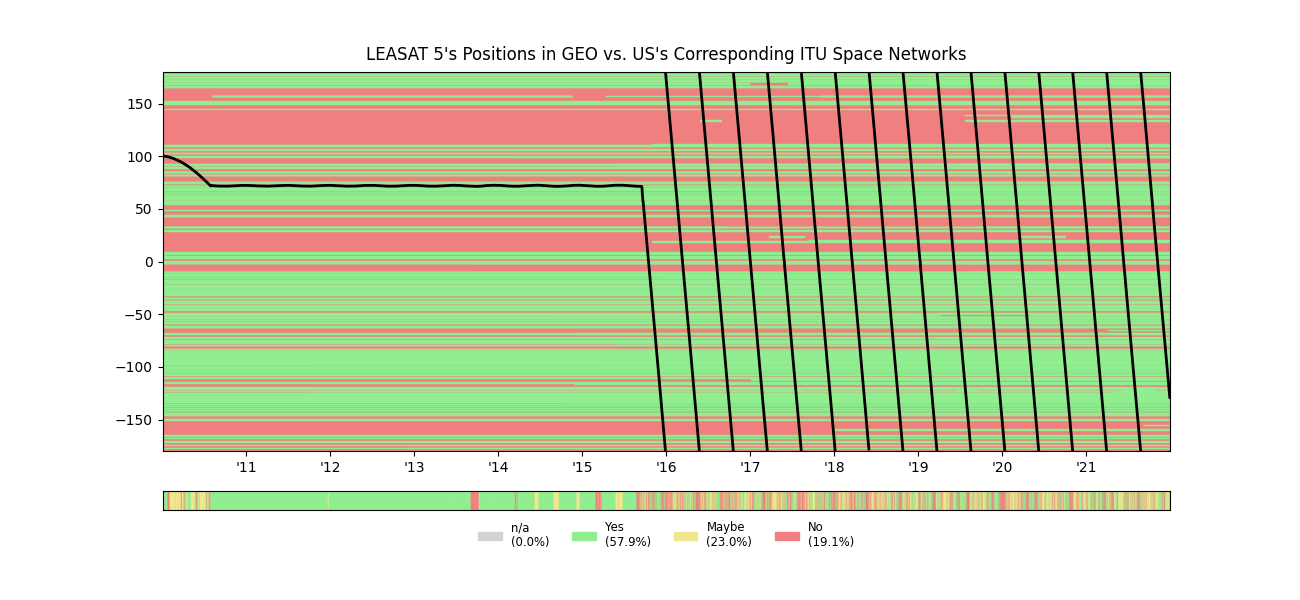 LEASAT 5's Positions in GEO vs. US's Corresponding ITU Space Networks
150
100
50
0
−50
−100
−150
'11 '12 '13 '14 '15 '16 '17 '18 '19 '20 '21
n/a Yes Maybe No
(0.0%) (57.9%) (23.0%) (19.1%)